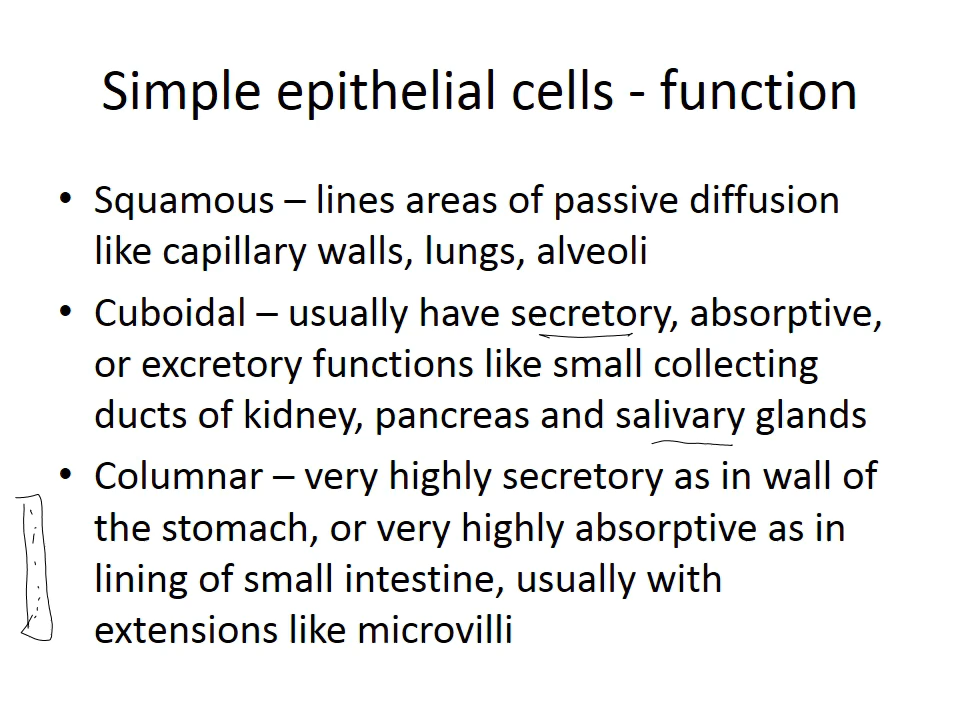 Simple epithelial cells - function
• Squamous – lines areas of passive diffusion
like capillary walls, lungs, alveoli
• Cuboidal – usually have secretory, absorptive,
or excretory functions like small collecting
ducts of kidney, pancreas and salivary glands
• Columnar – very highly secretory as in wall of
the stomach, or very highly absorptive as in
lining of small intestine, usually with
extensions like microvilli